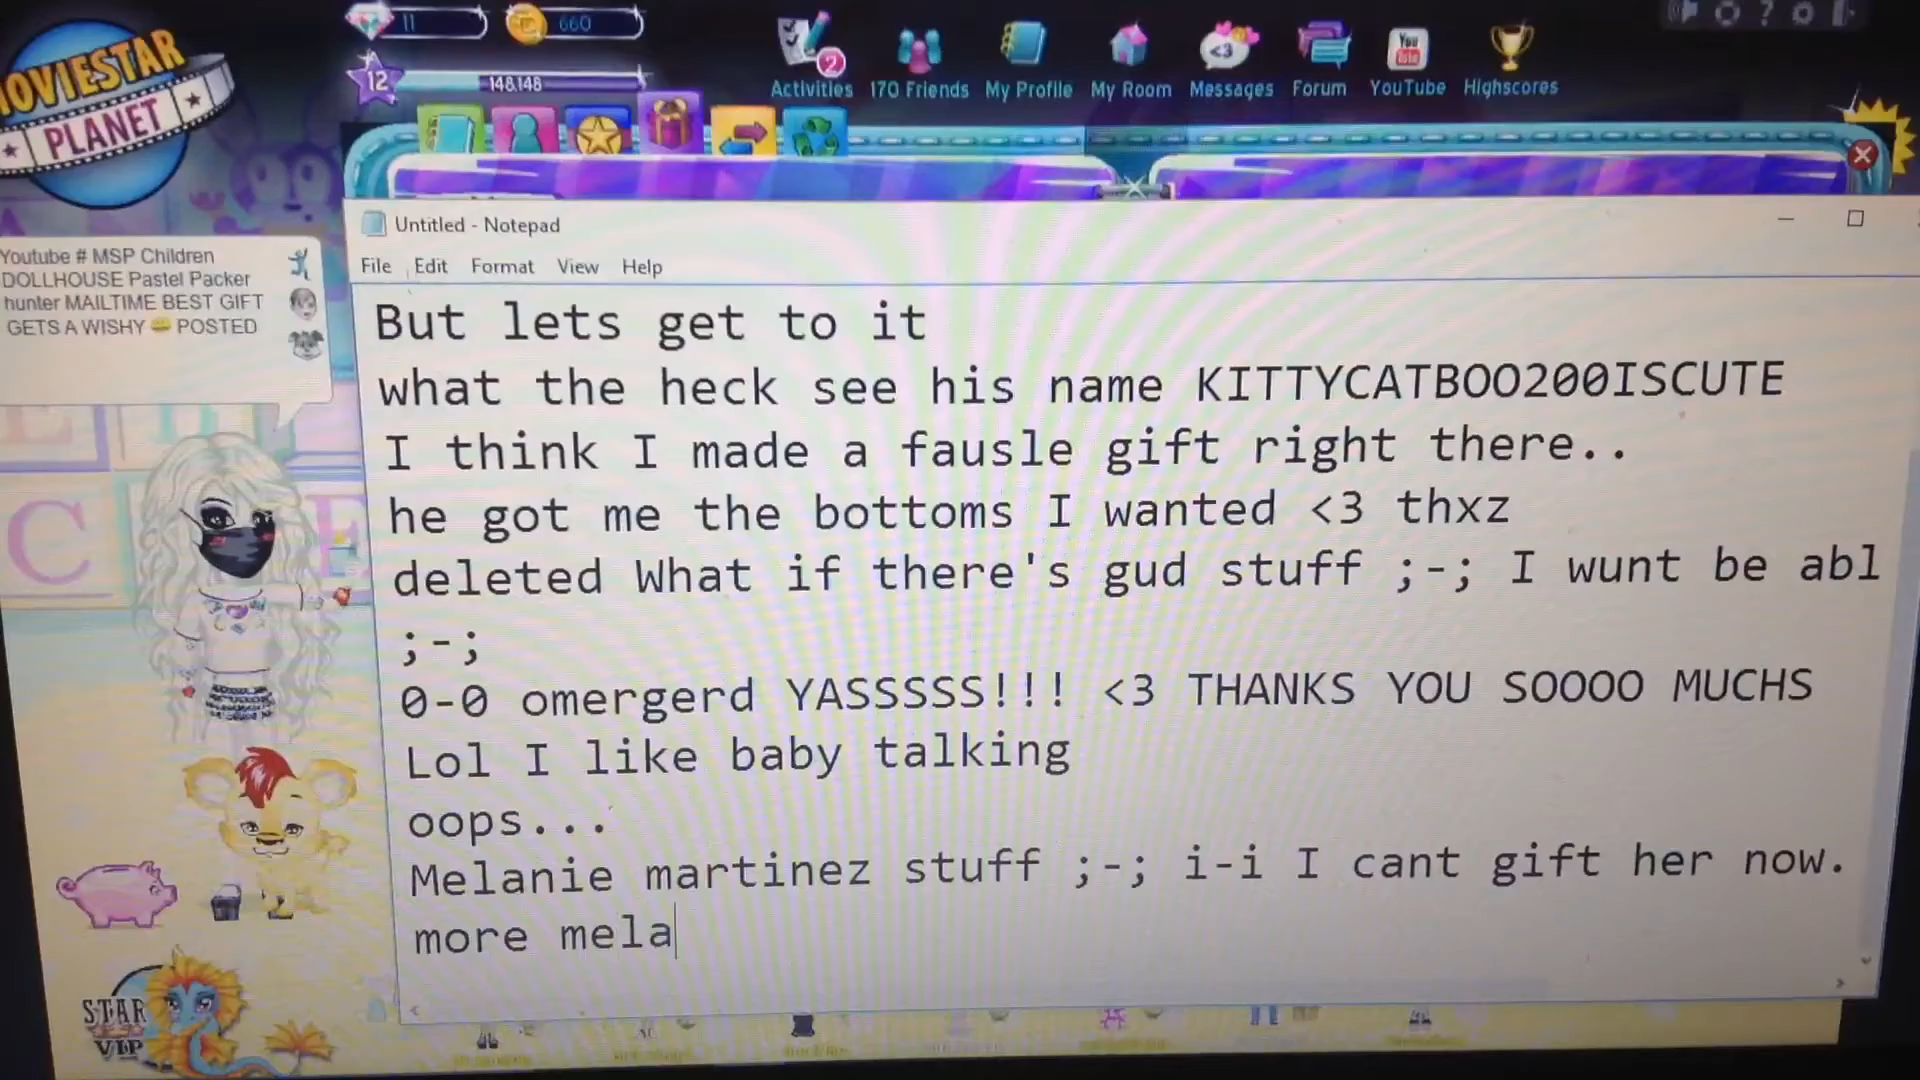 MOVIESTAR
PLANET
11
660
12
148.148
2
Activities
170 Friends
My Profile
My Room
<3
Messages
Forum
You
Tube
YouTube
Highscores
?
Youtube # MSP Children
DOLLHOUSE Pastel Packer
hunter MAILTIME BEST GIFT
GETS A WISHY POSTED
Untitled - Notepad
File Edit Format View Help
But lets get to it
what the heck see his name KITTYCATBOO200ISCUTE
I think I made a fausle gift right there..
he got me the bottoms I wanted <3 thxz
deleted What if there's gud stuff ;-; I wunt be abl
;-;
0-0 omergerd YASSSSS!!! <3 THANKS YOU SOOOO MUCHS
Lol I like baby talking
oops...
Melanie martinez stuff ;-; i-i I cant gift her now.
more mela
C
STAR
VIP